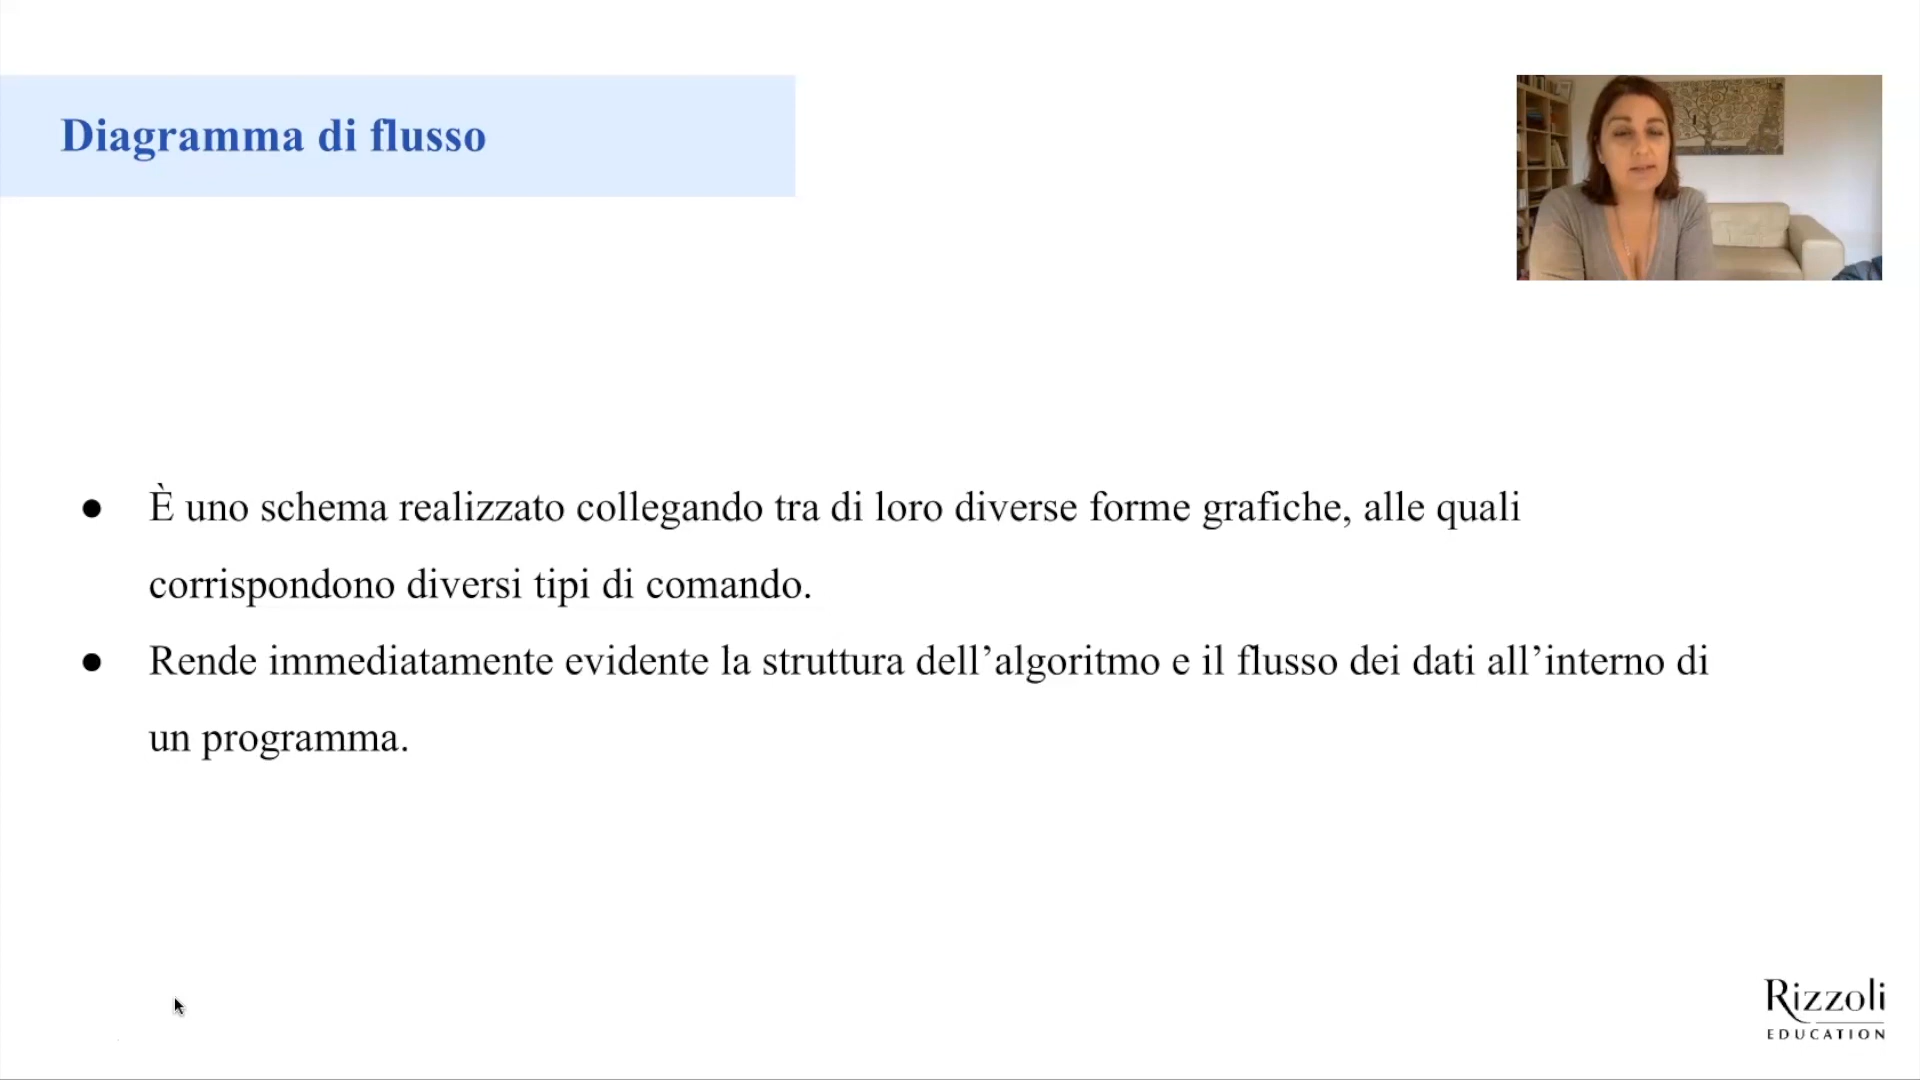 Diagramma di flusso
● È uno schema realizzato collegando tra di loro diverse forme grafiche, alle quali
corrispondono diversi tipi di comando.
● Rende immediatamente evidente la struttura dell’algoritmo e il flusso dei dati all’interno di
un programma.
Rizzoli
EDUCATION